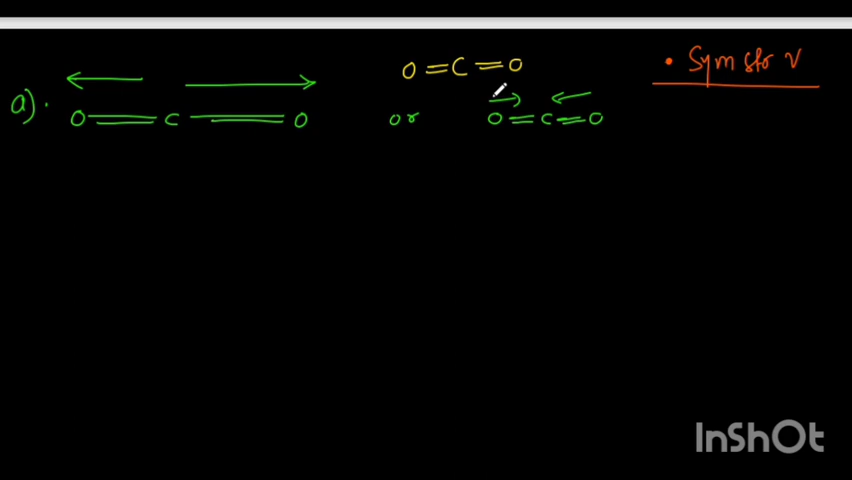 O=C=O
• Sym str ν
a). O=C=O or O=C=O
InShOt